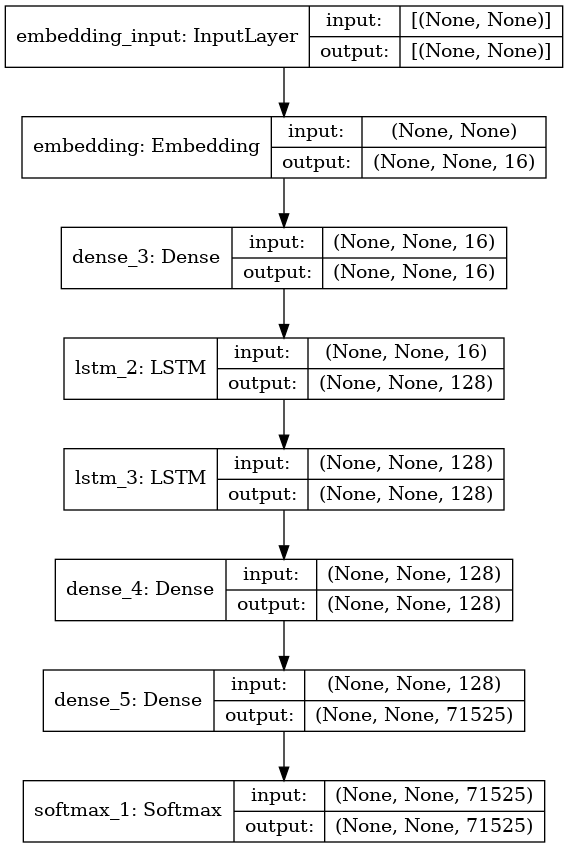 embedding_input: InputLayer
input: [(None, None)]
output: [(None, None)]
embedding: Embedding
input: (None, None)
output: (None, None, 16)
dense_3: Dense
input: (None, None, 16)
output: (None, None, 16)
lstm_2: LSTM
input: (None, None, 16)
output: (None, None, 128)
lstm_3: LSTM
input: (None, None, 128)
output: (None, None, 128)
dense_4: Dense
input: (None, None, 128)
output: (None, None, 128)
dense_5: Dense
input: (None, None, 128)
output: (None, None, 71525)
softmax_1: Softmax
input: (None, None, 71525)
output: (None, None, 71525)